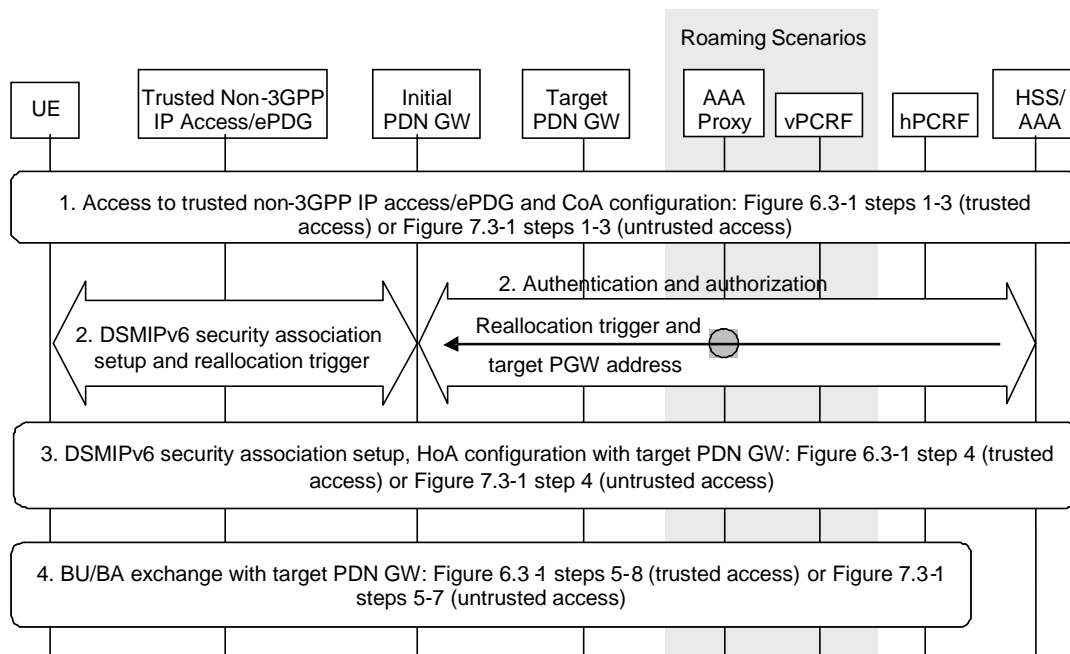 Roaming Scenarios
UE
Trusted Non-3GPP
IP Access/ePDG
Initial
PDN GW
Target
PDN GW
AAA
Proxy
vPCRF
hPCRF
HSS/
AAA
1. Access to trusted non-3GPP IP access/ePDG and CoA configuration: Figure 6.3-1 steps 1-3 (trusted
access) or Figure 7.3-1 steps 1-3 (untrusted access)
2. Authentication and authorization
2. DSMIPv6 security association
setup and reallocation trigger
Reallocation trigger and
target PGW address
3. DSMIPv6 security association setup, HoA configuration with target PDN GW: Figure 6.3-1 step 4 (trusted
access) or Figure 7.3-1 step 4 (untrusted access)
4. BU/BA exchange with target PDN GW: Figure 6.3-1 steps 5-8 (trusted access) or Figure 7.3-1
steps 5-7 (untrusted access)